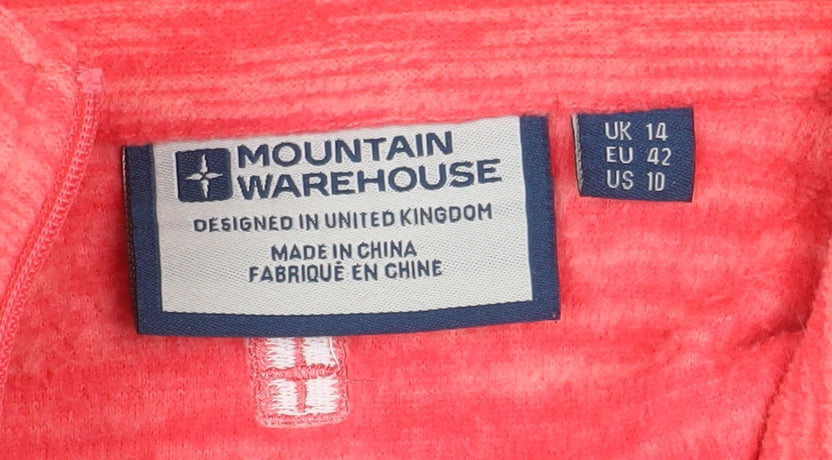 MOUNTAIN
WAREHOUSE
DESIGNED IN UNITED KINGDOM
MADE IN CHINA
FABRIQUÉ EN CHINE
UK 14
EU 42
US 10